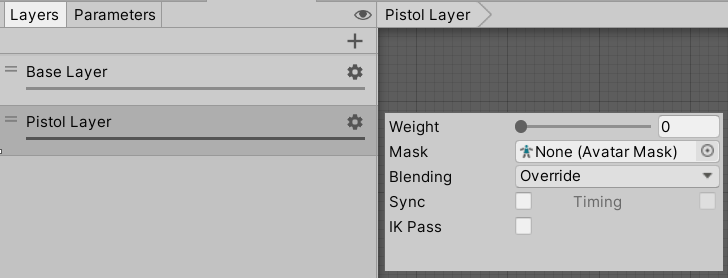 Layers Parameters
Base Layer
Pistol Layer
Pistol Layer
Weight 0
Mask None (Avatar Mask)
Blending Override
Sync Timing
IK Pass